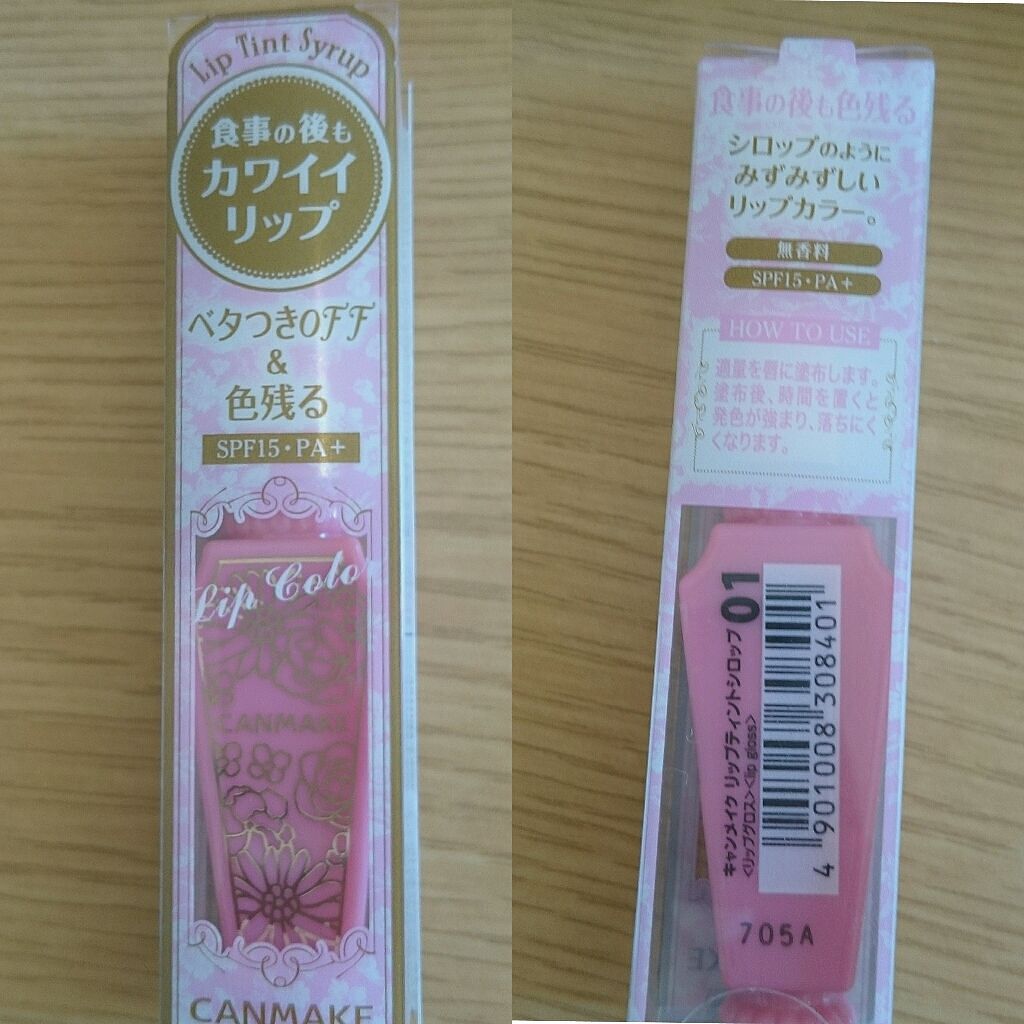 Lip Tint Syrup
食事の後も
カワイイ
リップ
ベタつきOFF
&
色残る
SPF15・PA+
Lip Color
CANMAKE
CANMAKE
食事の後も色残る
シロップのように
みずみずしい
リップカラー。
無香料
SPF15・PA+
HOW TO USE
適量を唇に塗布します。
塗布後、時間を置くと
発色が強まり、落ちにく
くなります。
キャンメイク リップティントシロップ 01
<リップグロス><lip gloss>
4 901008 308401
705A